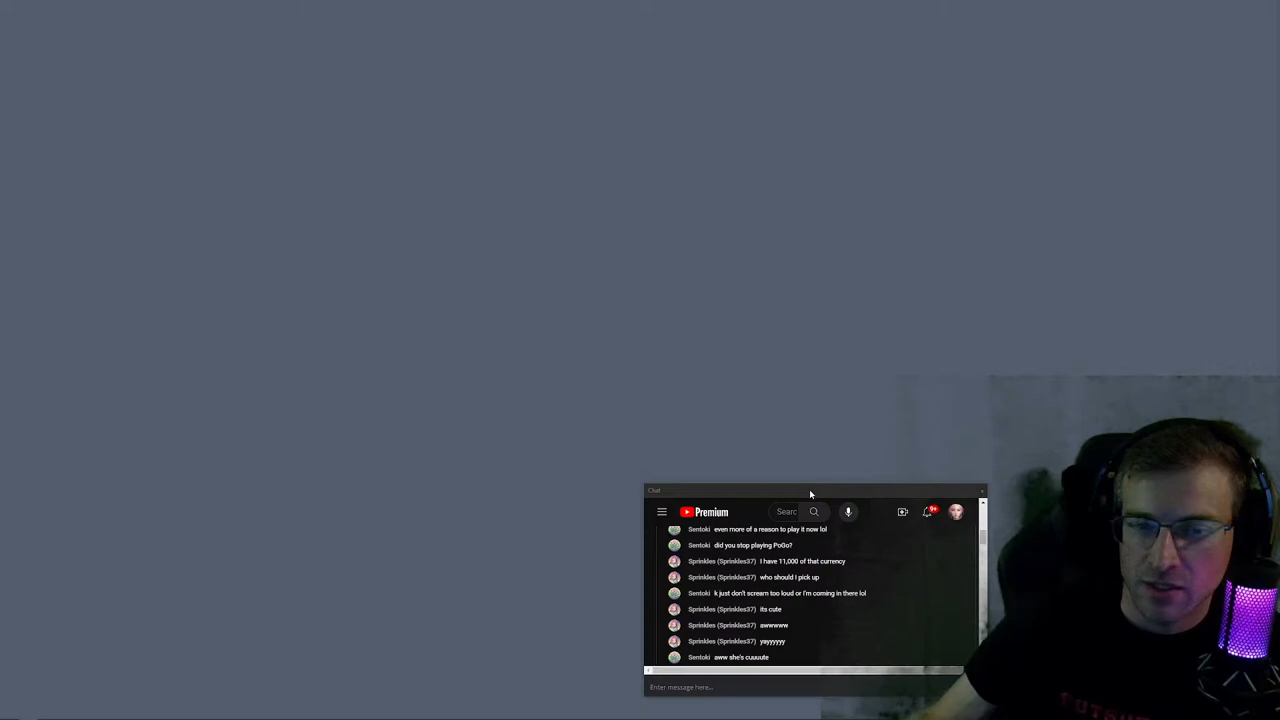 Chat
Premium
Searc
9+
Sentoki even more of a reason to play it now lol
Sentoki did you stop playing PoGo?
Sprinkles (Sprinkles37) I have 11,000 of that currency
Sprinkles (Sprinkles37) who should I pick up
Sentoki k just don't scream too loud or I'm coming in there lol
Sprinkles (Sprinkles37) its cute
Sprinkles (Sprinkles37) awwwww
Sprinkles (Sprinkles37) yayyyyyy
Sentoki aww she's cuuuute
Enter message here...